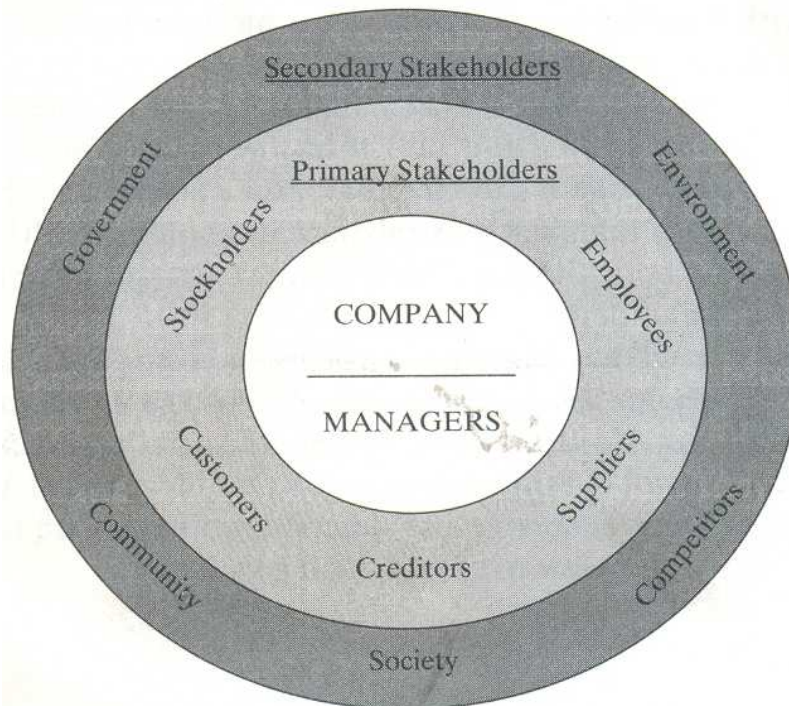 Secondary Stakeholders
Government
Environment
Primary Stakeholders
Stockholders
Employees
COMPANY
MANAGERS
Customers
Suppliers
Creditors
Community
Competitors
Society